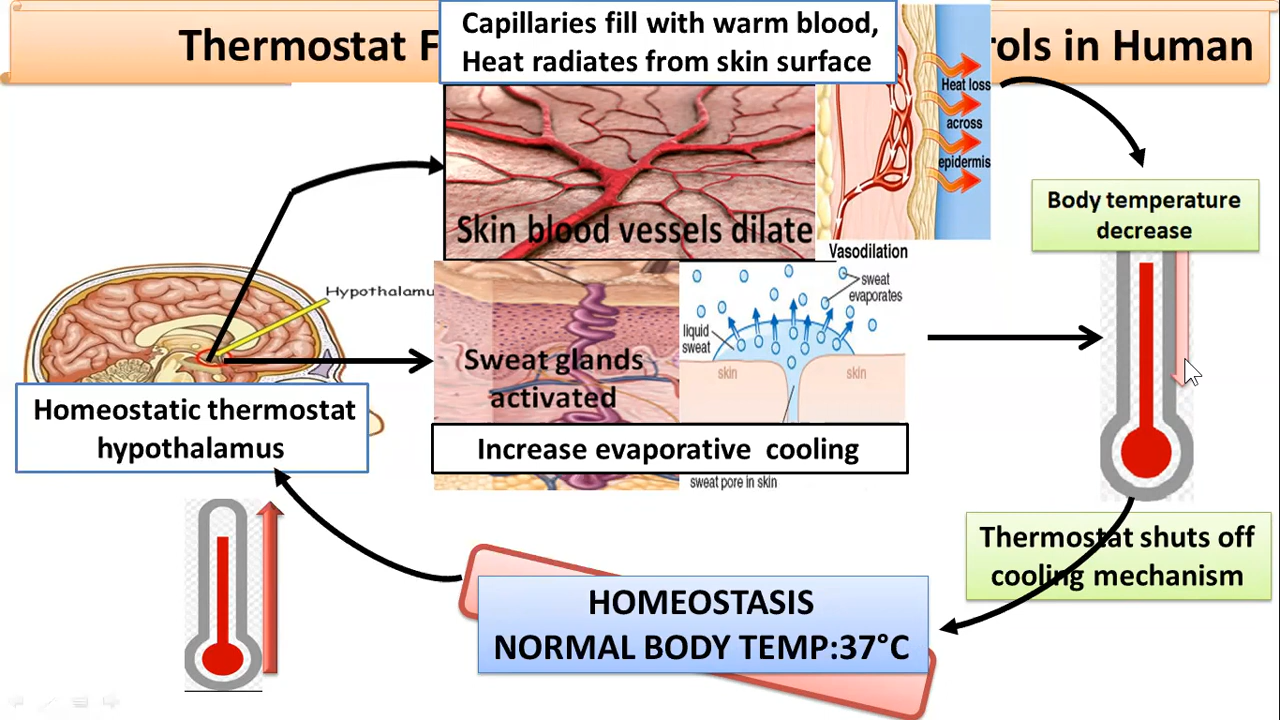 Thermostat F
rols in Human
Capillaries fill with warm blood,
Heat radiates from skin surface
Heat loss
across
epidermis
Skin blood vessels dilate
Vasodilation
Body temperature
decrease
Hypothalamu
sweat
evaporates
liquid
sweat
Sweat glands
activated
skin
skin
Homeostatic thermostat
hypothalamus
Increase evaporative cooling
sweat pore in skin
Thermostat shuts off
cooling mechanism
HOMEOSTASIS
NORMAL BODY TEMP:37°C